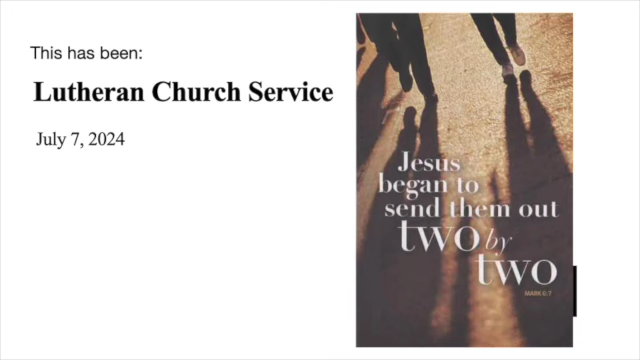 This has been:
Lutheran Church Service
July 7, 2024
Jesus
began to
send them out
two by
two
MARK 6:7